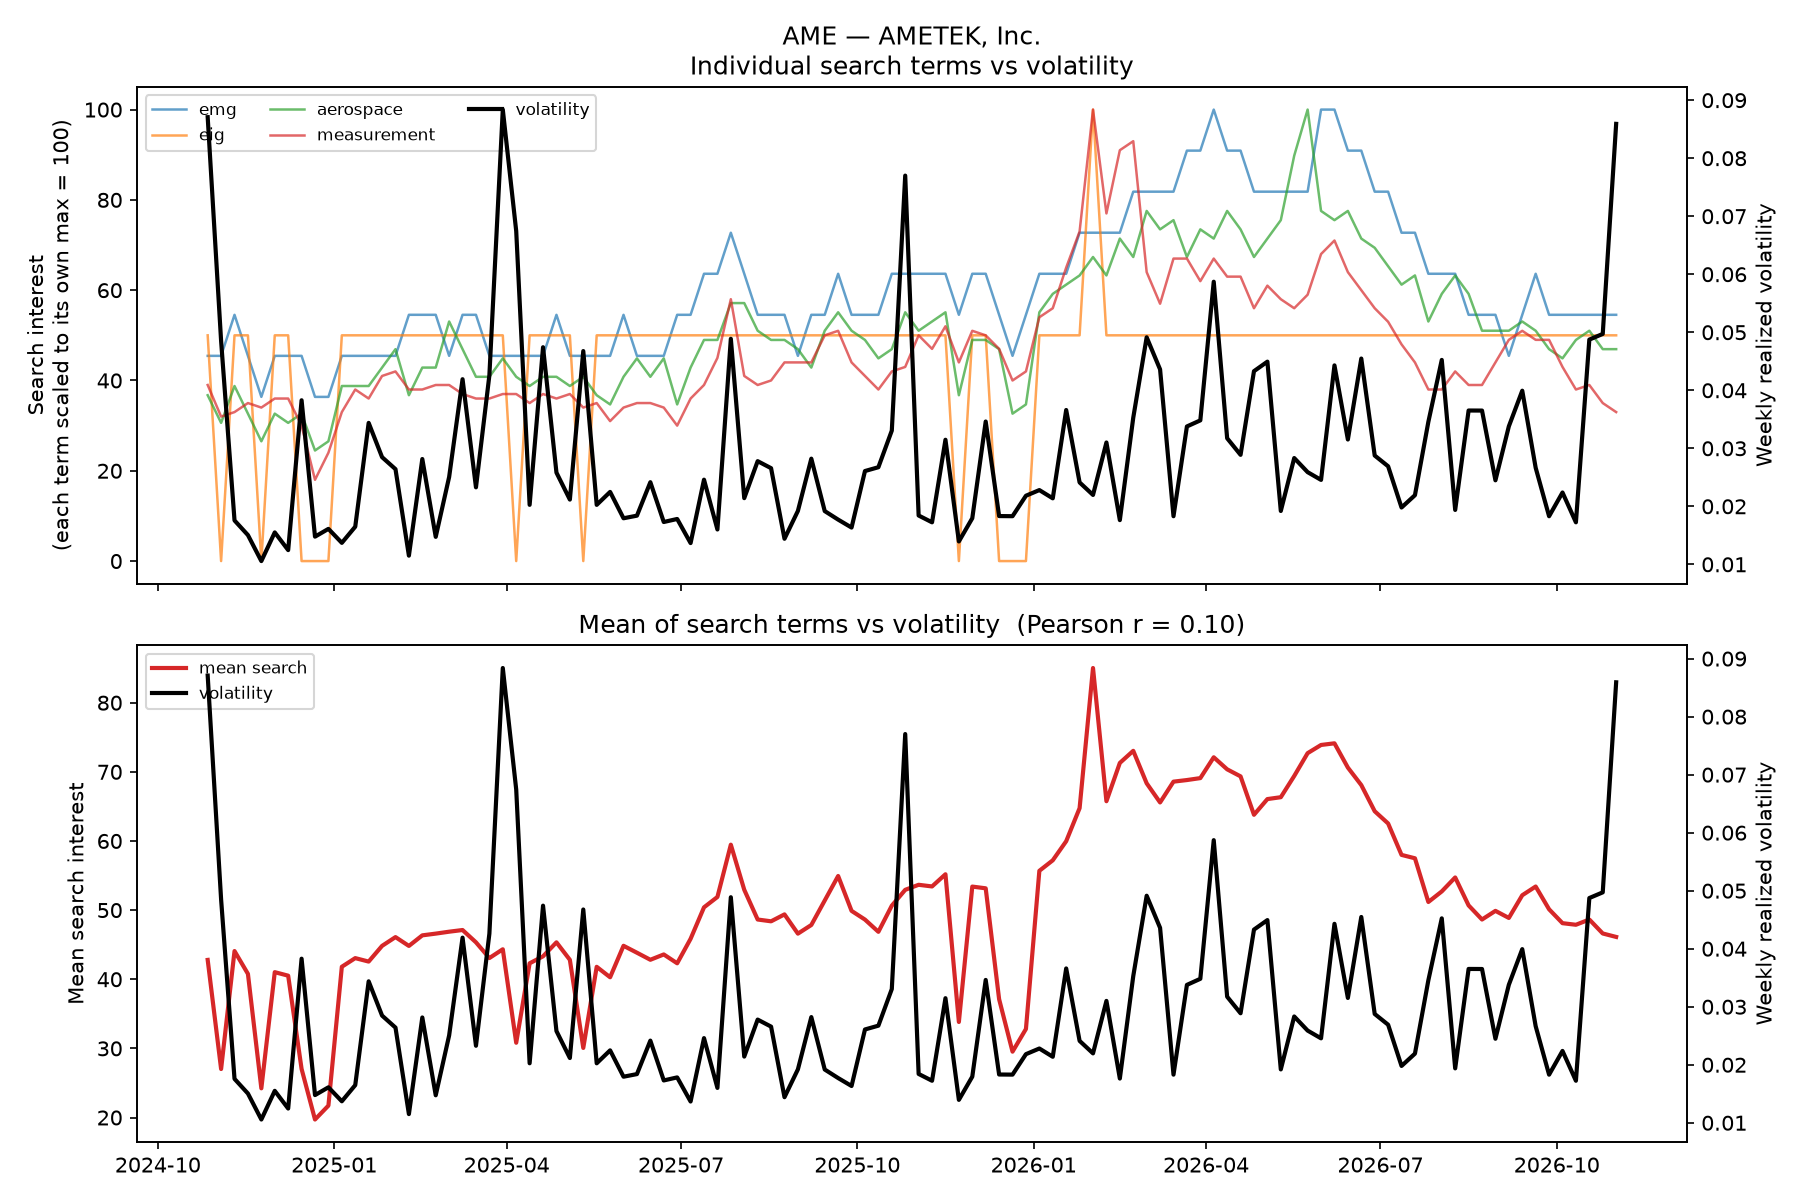 AME — AMETEK, Inc.
Individual search terms vs volatility
emg
eig
aerospace
measurement
volatility
Search interest
(each term scaled to its own max = 100)
100
80
60
40
20
0
Weekly realized volatility
0.09
0.08
0.07
0.06
0.05
0.04
0.03
0.02
0.01
Mean of search terms vs volatility (Pearson r = 0.10)
mean search
volatility
Mean search interest
80
70
60
50
40
30
20
Weekly realized volatility
0.09
0.08
0.07
0.06
0.05
0.04
0.03
0.02
0.01
2024-10
2025-01
2025-04
2025-07
2025-10
2026-01
2026-04
2026-07
2026-10